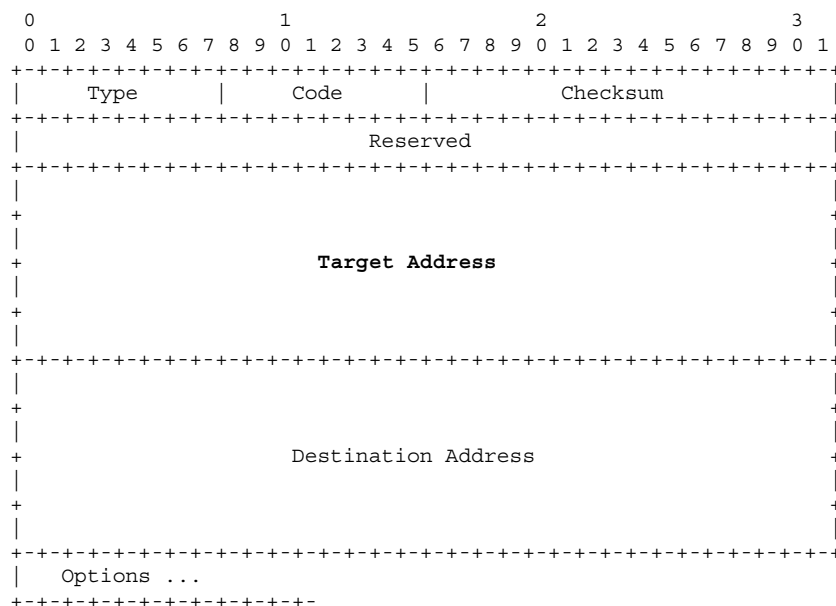 0                   1                   2                   3
0 1 2 3 4 5 6 7 8 9 0 1 2 3 4 5 6 7 8 9 0 1 2 3 4 5 6 7 8 9 0 1
+-+-+-+-+-+-+-+-+-+-+-+-+-+-+-+-+-+-+-+-+-+-+-+-+-+-+-+-+-+-+-+-+
|     Type      |     Code      |          Checksum             |
+-+-+-+-+-+-+-+-+-+-+-+-+-+-+-+-+-+-+-+-+-+-+-+-+-+-+-+-+-+-+-+-+
|                           Reserved                            |
+-+-+-+-+-+-+-+-+-+-+-+-+-+-+-+-+-+-+-+-+-+-+-+-+-+-+-+-+-+-+-+-+
|                                                               |
+                                                               +
|                                                               |
+                       Target Address                          +
|                                                               |
+                                                               +
|                                                               |
+-+-+-+-+-+-+-+-+-+-+-+-+-+-+-+-+-+-+-+-+-+-+-+-+-+-+-+-+-+-+-+-+
|                                                               |
+                                                               +
|                                                               |
+                     Destination Address                       +
|                                                               |
+                                                               +
|                                                               |
+-+-+-+-+-+-+-+-+-+-+-+-+-+-+-+-+-+-+-+-+-+-+-+-+-+-+-+-+-+-+-+-+
|   Options ...
+-+-+-+-+-+-+-+-+-+-+-+-